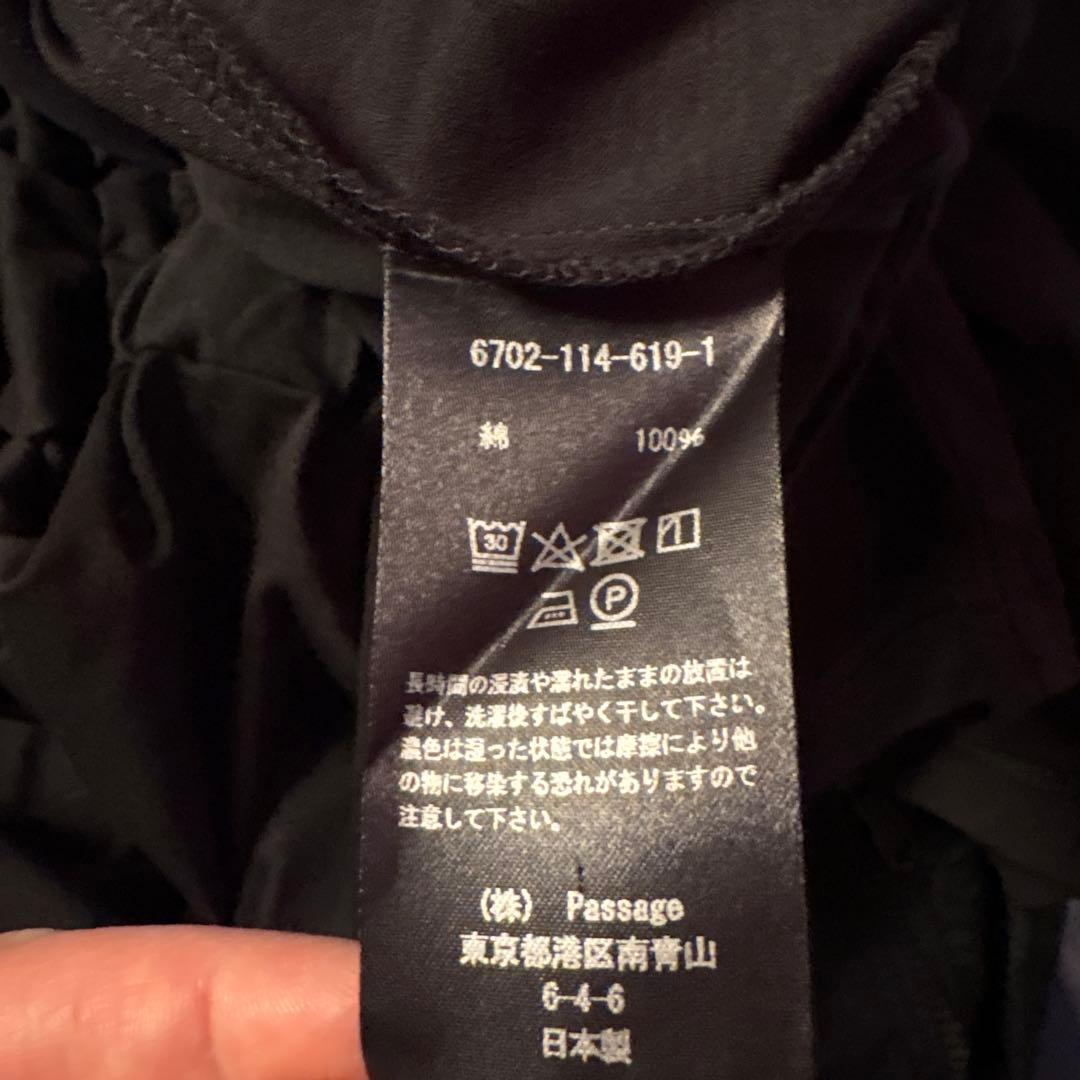 6702-114-619-1
綿 100%
30
P
長時間の浸漬や濡れたままの放置は
避け、洗濯後すばやく干して下さい。
濃色は湿った状態では摩擦により他
の物に移染する恐れがありますので
注意して下さい。
(株) Passage
東京都港区南青山
6-4-6
日本製